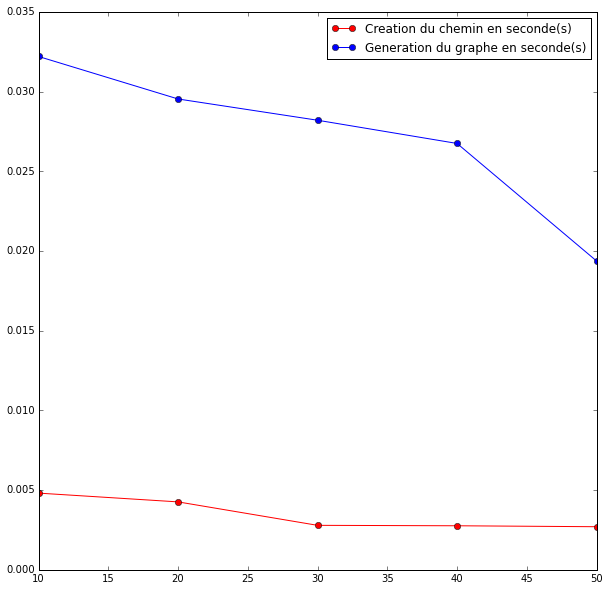 0.035
Creation du chemin en seconde(s)
Generation du graphe en seconde(s)
0.030
0.025
0.020
0.015
0.010
0.005
0.000
10 15 20 25 30 35 40 45 50